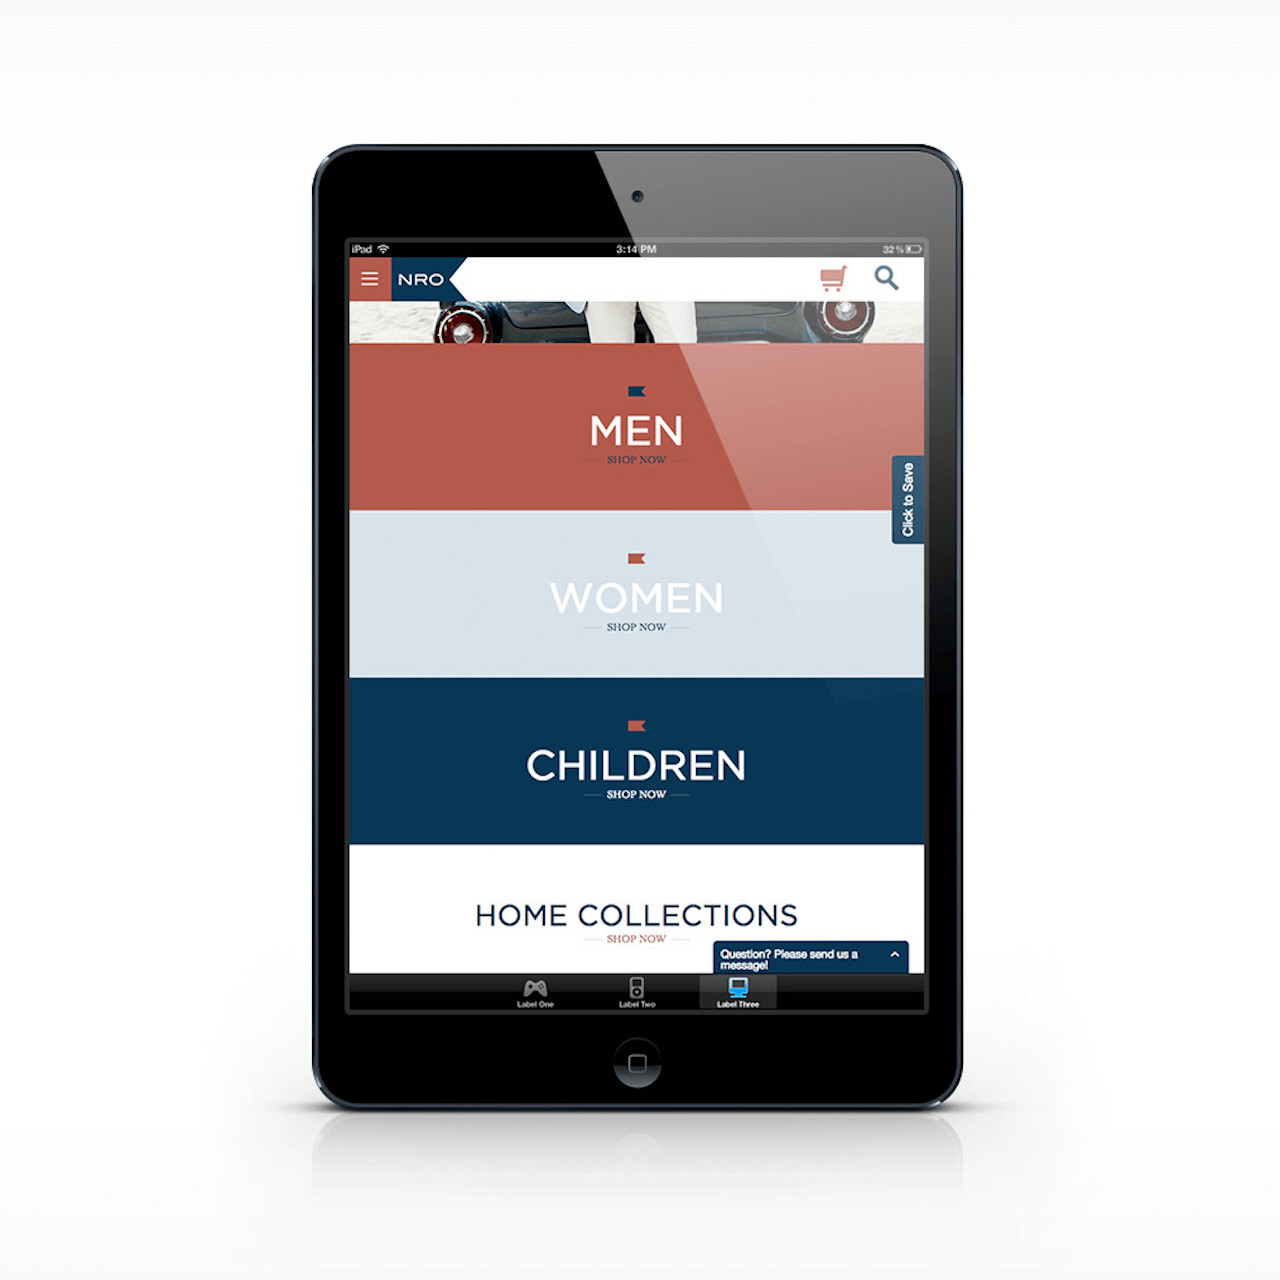 iPad
3:14 PM
32%
NRO
MEN
SHOP NOW
Click to Save
WOMEN
SHOP NOW
CHILDREN
SHOP NOW
HOME COLLECTIONS
SHOP NOW
Question? Please send us a
message!
Label One
Label Two
Label Three